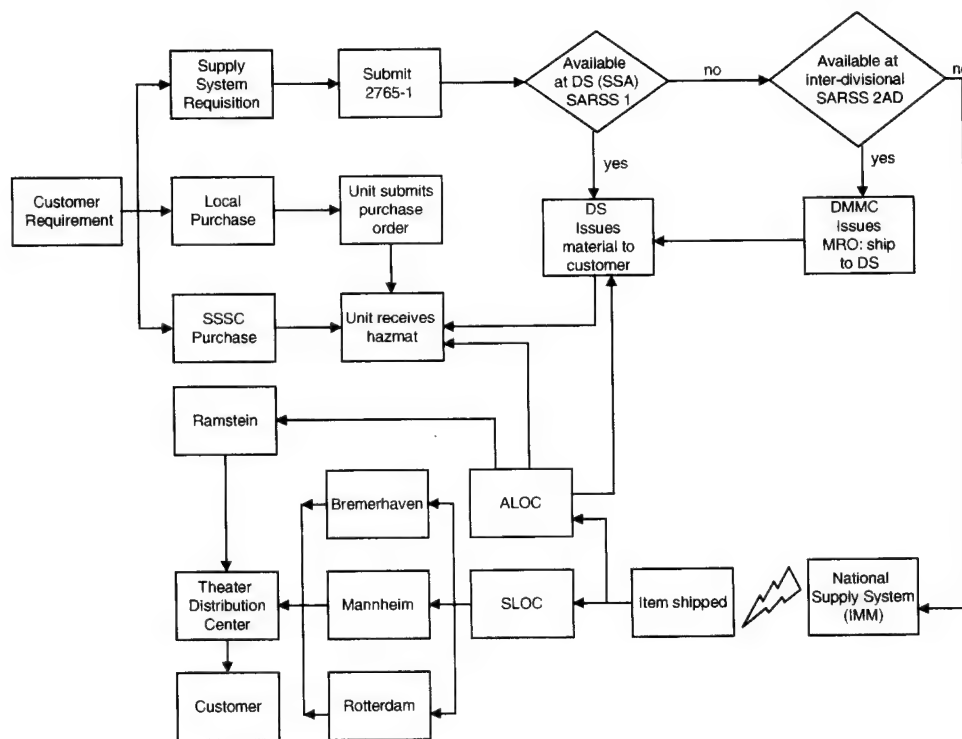 Supply
System
Requisition
Submit
2765-1
Available
at DS (SSA)
SARSS 1
no
Available at
inter-divisional
SARSS 2AD
no
yes
yes
Customer
Requirement
Local
Purchase
Unit submits
purchase
order
DS
Issues
material to
customer
DMMC
Issues
MRO: ship
to DS
SSSC
Purchase
Unit receives
hazmat
Ramstein
Bremerhaven
ALOC
Theater
Distribution
Center
Mannheim
SLOC
Item shipped
National
Supply System
(IMM)
Customer
Rotterdam